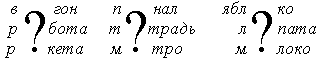 в ? гон п ? нал ябл ? ко
р ? бота т ? традь л ? пата
р ? кета м ? тро м ? локо